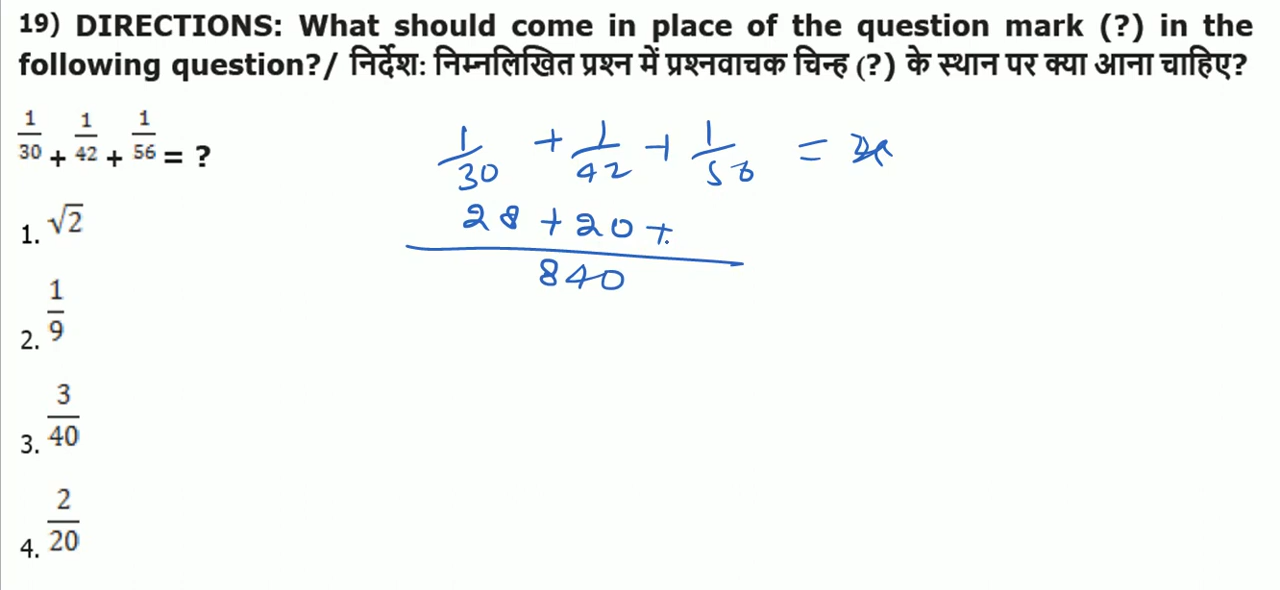 19) DIRECTIONS: What should come in place of the question mark (?) in the
following question?/ निर्देश: निम्नलिखित प्रश्न में प्रश्नवाचक चिन्ह (?) के स्थान पर क्या आना चाहिए?
1/30 + 1/42 + 1/56 = ?
1/30 + 1/42 + 1/56 = x
28 + 20 +
840
1. √2
2. 1/9
3. 3/40
4. 2/20